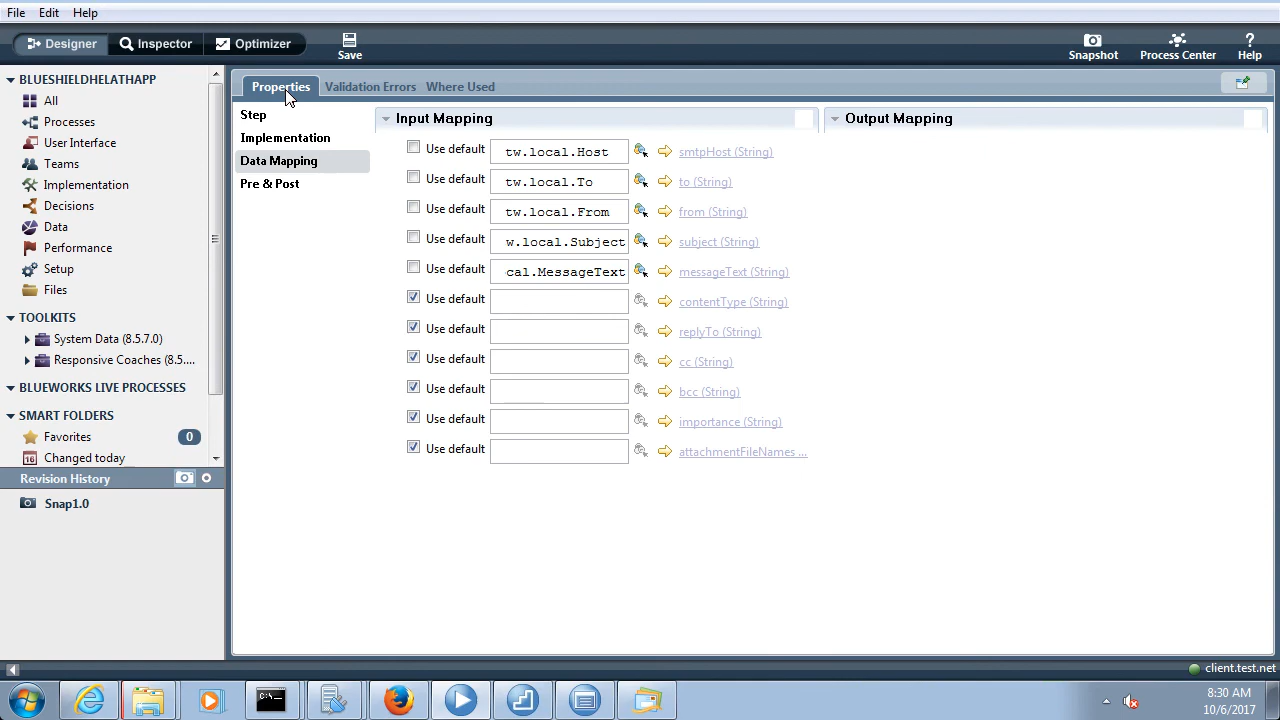 File Edit Help
Designer Inspector Optimizer Save Snapshot Process Center Help
BLUESHIELDHELATHAPP
All
Processes
User Interface
Teams
Implementation
Decisions
Data
Performance
Setup
Files
TOOLKITS
System Data (8.5.7.0)
Responsive Coaches (8.5....
BLUEWORKS LIVE PROCESSES
SMART FOLDERS
Favorites 0
Changed today
Revision History
Snap1.0
Properties Validation Errors Where Used
Step
Implementation
Data Mapping
Pre & Post
Input Mapping
Use default tw.local.Host smtpHost (String)
Use default tw.local.To to (String)
Use default tw.local.From from (String)
Use default w.local.Subject subject (String)
Use default cal.MessageText messageText (String)
Use default contentType (String)
Use default replyTo (String)
Use default cc (String)
Use default bcc (String)
Use default importance (String)
Use default attachmentFileNames ...
Output Mapping
client.test.net
8:30 AM
10/6/2017